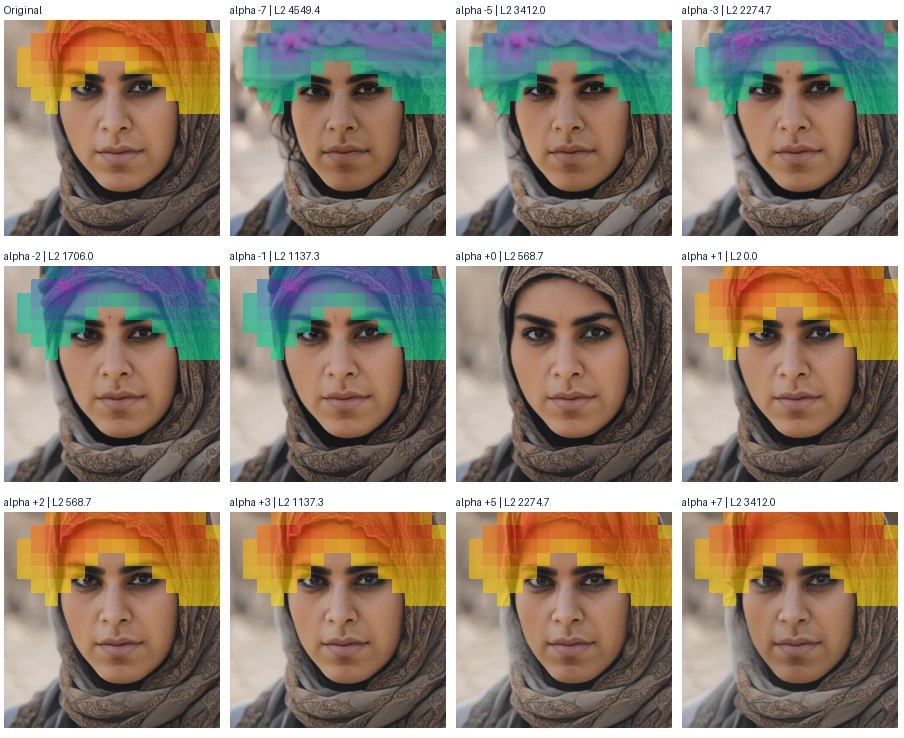 Original
alpha -7 | L2 4549.4
alpha -5 | L2 3412.0
alpha -3 | L2 2274.7
alpha -2 | L2 1706.0
alpha -1 | L2 1137.3
alpha +0 | L2 568.7
alpha +1 | L2 0.0
alpha +2 | L2 568.7
alpha +3 | L2 1137.3
alpha +5 | L2 2274.7
alpha +7 | L2 3412.0